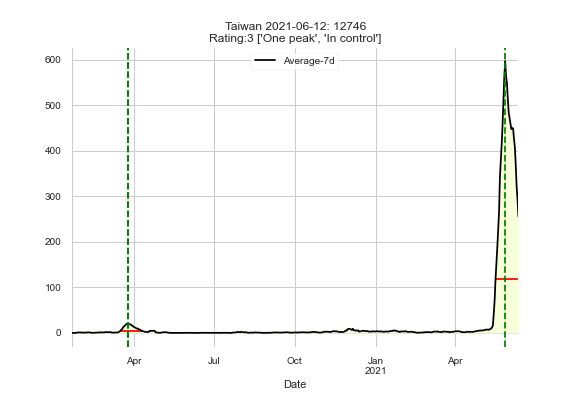 Taiwan 2021-06-12: 12746
Rating:3 ['One peak', 'In control']
Average-7d
600
500
400
300
200
100
0
Apr Jul Oct Jan Apr
2021
Date